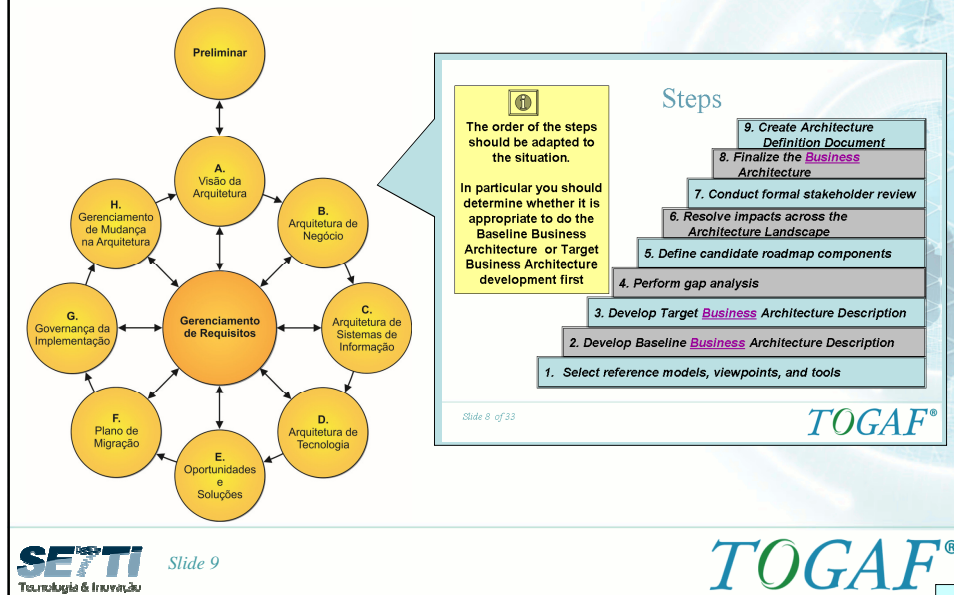 Preliminar
A.
Visão da
Arquitetura
B.
Arquitetura de
Negócio
C.
Arquitetura de
Sistemas de
Informação
D.
Arquitetura de
Tecnologia
E.
Oportunidades
e
Soluções
F.
Plano de
Migração
G.
Governança da
Implementação
H.
Gerenciamento
de Mudança
na Arquitetura
Gerenciamento
de Requisitos
i
The order of the steps
should be adapted to
the situation.
In particular you should
determine whether it is
appropriate to do the
Baseline Business
Architecture or Target
Business Architecture
development first
Steps
9. Create Architecture
Definition Document
8. Finalize the Business
Architecture
7. Conduct formal stakeholder review
6. Resolve impacts across the
Architecture Landscape
5. Define candidate roadmap components
4. Perform gap analysis
3. Develop Target Business Architecture Description
2. Develop Baseline Business Architecture Description
1. Select reference models, viewpoints, and tools
Slide 8 of 33
TOGAF®
Tecnologia & Inovação
Slide 9
TOGAF®